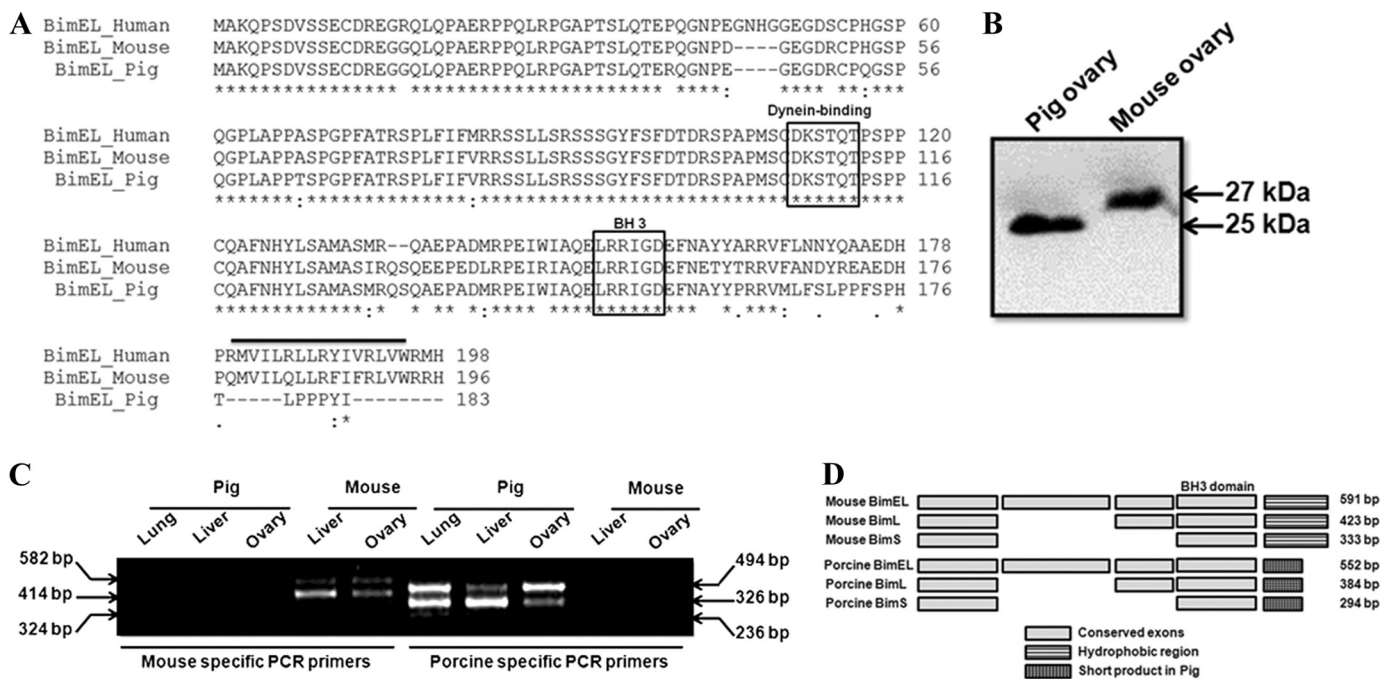 A
BimEL_Human MAKQPSDVSSECDREGRQLQPAERPPQLRPGAPTSLQTEPQGNPEGNHGGEGDSCPHGSP 60
BimEL_Mouse MAKQPSDVSSECDREGGQLQPAERPPQLRPGAPTSLQTEPQGNPD----GEGDRCPHGSP 56
BimEL_Pig MAKQPSDVSSECDREGGQLQPAERPPQLRPGAPTSLQTERQGNPE----GEGDRCPQGSP 56
**************** ********************** ****: **** **:***
Dynein-binding
BimEL_Human QGPLAPPASPGPFATRSPLFIFMRRSSLLSRSSSGYFSFDTDRSPAPMSCDKSTQTPSPP 120
BimEL_Mouse QGPLAPPTSPGPFATRSPLFIFVRRSSLLSRSSSGYFSFDTDRSPAPMSCDKSTQTPSPP 116
BimEL_Pig QGPLAPPASPGPFATRSPLFIFVRRSSLLSRSSSGYFSFDTDRSPAPMSCDKSTQTPSPP 116
*******:**************:*************************************
BH 3
BimEL_Human CQAFNHYLSAMASMR--QAEPADMRPEIWIAQELRRIGDEFNAYYARRVFLNNYQAAEDH 178
BimEL_Mouse CQAFNHYLSAMASIRQSQEEPEDLRPEIRIAQELRRIGDEFNETYTRRVFANDYREAEDH 176
BimEL_Pig CQAFNHYLSAMASMRQSQAEPADMRPEIWIAQELRRIGDEFNAYYPRRVMLFSLPPFSPH 176
*************:* * ** *:**** ************* * ***. . . *
BimEL_Human PRMVILRLLRYIVRLVWRMH 198
BimEL_Mouse PQMVILQLLRFIFRLVWRRH 196
BimEL_Pig T-----LPPPYI-------- 183
. :*
B
Pig ovary
Mouse ovary
27 kDa
25 kDa
C
Pig Mouse Pig Mouse
Lung Liver Ovary Liver Ovary Lung Liver Ovary Liver Ovary
582 bp
414 bp
324 bp
494 bp
326 bp
236 bp
Mouse specific PCR primers Porcine specific PCR primers
D
BH3 domain
Mouse BimEL 591 bp
Mouse BimL 423 bp
Mouse BimS 333 bp
Porcine BimEL 552 bp
Porcine BimL 384 bp
Porcine BimS 294 bp
Conserved exons
Hydrophobic region
Short product in Pig